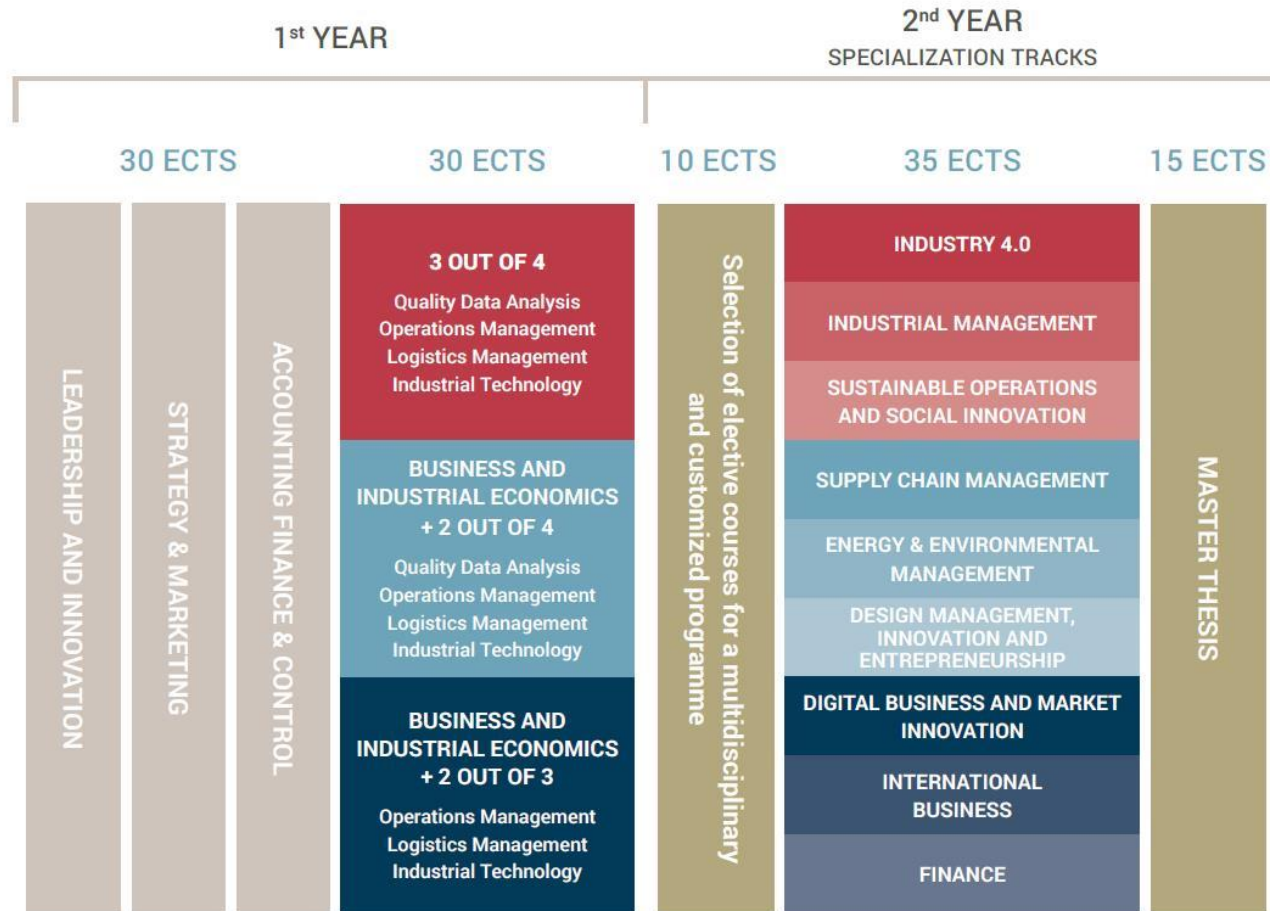 1st YEAR
2nd YEAR
SPECIALIZATION TRACKS
30 ECTS
30 ECTS
10 ECTS
35 ECTS
15 ECTS
LEADERSHIP AND INNOVATION
STRATEGY & MARKETING
ACCOUNTING FINANCE & CONTROL
3 OUT OF 4
Quality Data Analysis
Operations Management
Logistics Management
Industrial Technology
BUSINESS AND
INDUSTRIAL ECONOMICS
+ 2 OUT OF 4
Quality Data Analysis
Operations Management
Logistics Management
Industrial Technology
BUSINESS AND
INDUSTRIAL ECONOMICS
+ 2 OUT OF 3
Operations Management
Logistics Management
Industrial Technology
Selection of elective courses for a multidisciplinary
and customized programme
INDUSTRY 4.0
INDUSTRIAL MANAGEMENT
SUSTAINABLE OPERATIONS
AND SOCIAL INNOVATION
SUPPLY CHAIN MANAGEMENT
ENERGY & ENVIRONMENTAL
MANAGEMENT
DESIGN MANAGEMENT,
INNOVATION AND
ENTREPRENEURSHIP
DIGITAL BUSINESS AND MARKET
INNOVATION
INTERNATIONAL
BUSINESS
FINANCE
MASTER THESIS